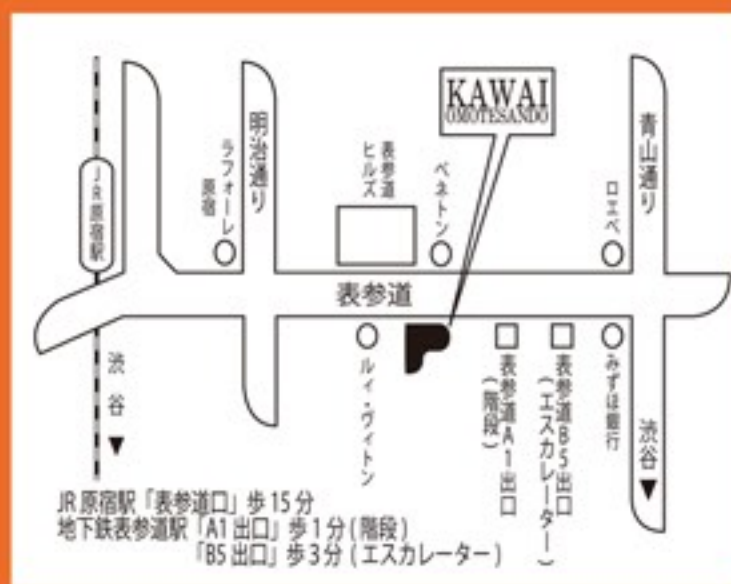 KAWAI
OMOTESANDO
JR原宿駅
ラフォーレ
原宿
明治通り
表参道
ヒルズ
ベネトン
ロエベ
青山通り
表参道
渋谷▼
ルイ・ヴィトン
表参道A1出口
(階段)
表参道B5出口
(エスカレーター)
みずほ銀行
渋谷▼
JR原宿駅「表参道口」歩15分
地下鉄表参道駅「A1出口」歩1分(階段)
「B5出口」歩3分(エスカレーター)